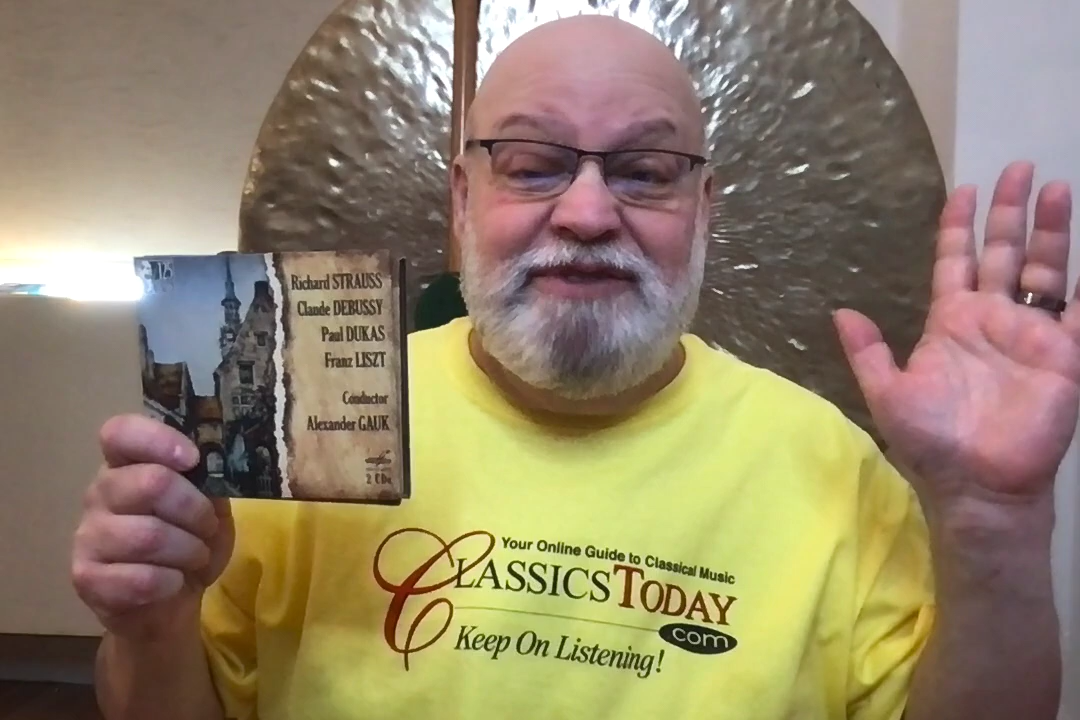 Richard STRAUSS
Claude DEBUSSY
Paul DUKAS
Franz LISZT
Conductor
Alexander GAUK
2 CDs
Your Online Guide to Classical Music
CLASSICSTODAY
com
Keep On Listening!